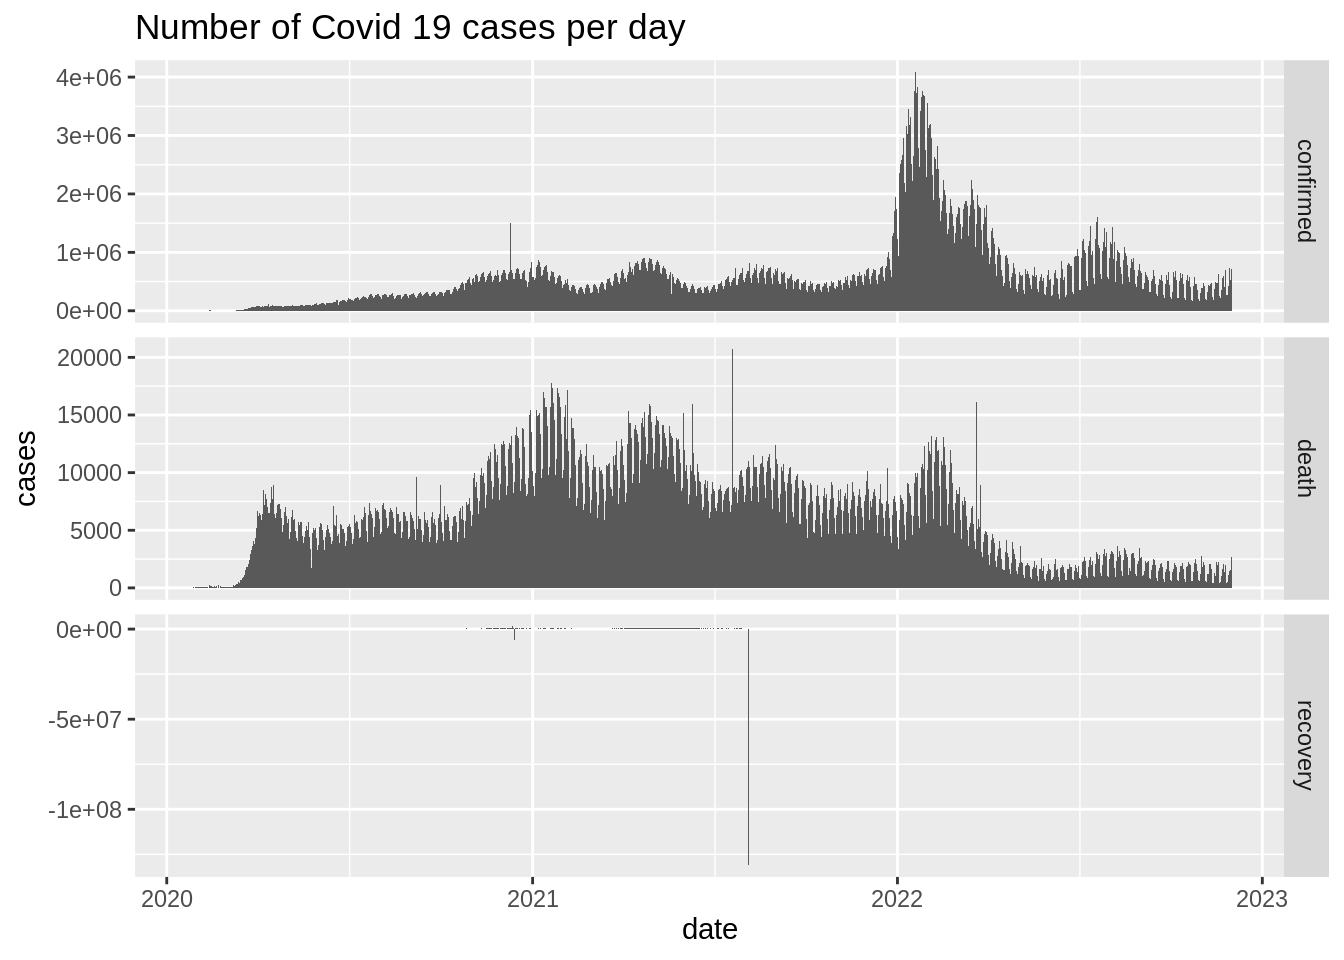 Number of Covid 19 cases per day
4e+06
3e+06
2e+06
1e+06
0e+00
confirmed
20000
15000
10000
5000
0
death
0e+00
-5e+07
-1e+08
recovery
cases
2020
2021
2022
2023
date